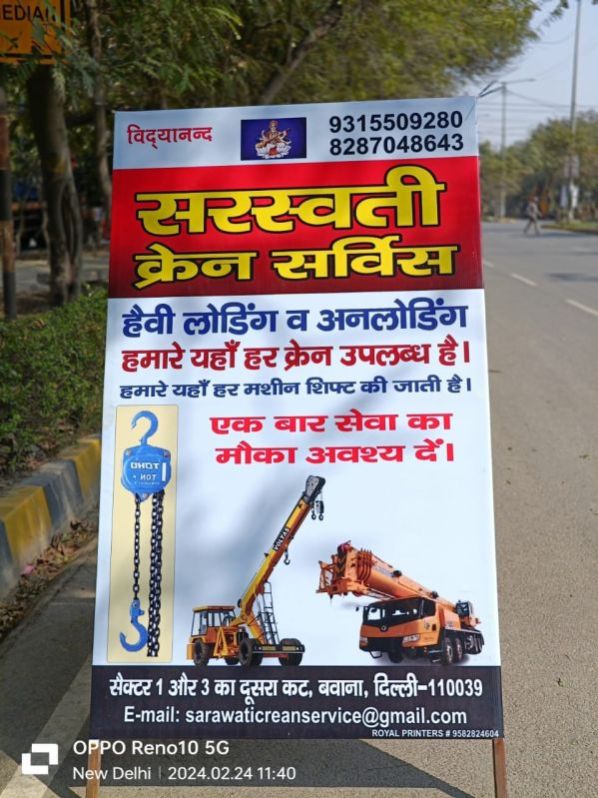 EDIAN
विद्यानन्द
9315509280
8287048643
सरस्वती
क्रेन सर्विस
हैवी लोडिंग व अनलोडिंग
हमारे यहाँ हर क्रेन उपलब्ध है।
हमारे यहाँ हर मशीन शिफ्ट की जाती है।
एक बार सेवा का
मौका अवश्य दें।
सैक्टर 1 और 3 का दूसरा कट, बवाना, दिल्ली-110039
E-mail: sarawaticreanservice@gmail.com
ROYAL PRINTERS # 9582824604
OPPO Reno10 5G
New Delhi | 2024.02.24 11:40